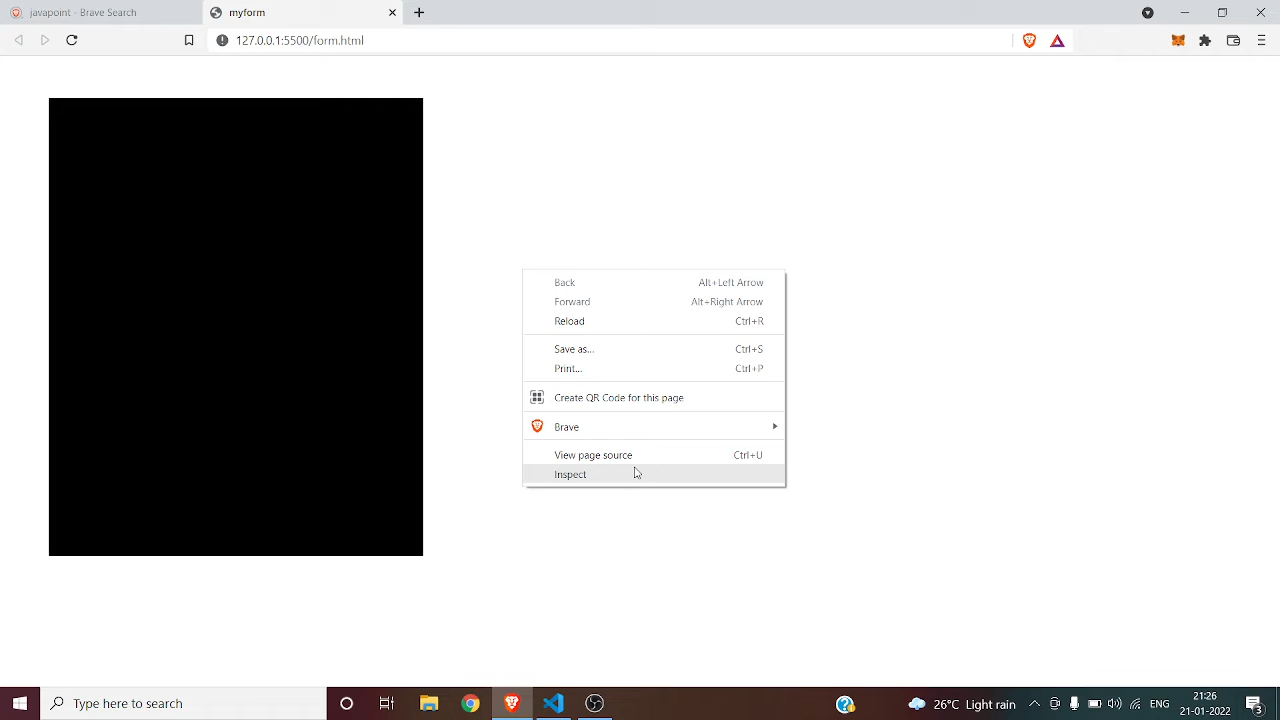 javapoint - Brave Search
myform
127.0.0.1:5500/form.html
Back Alt+Left Arrow
Forward Alt+Right Arrow
Reload Ctrl+R
Save as... Ctrl+S
Print... Ctrl+P
Create QR Code for this page
Brave
View page source Ctrl+U
Inspect
Type here to search
26°C Light rain
ENG
21:26
21-01-2022
3